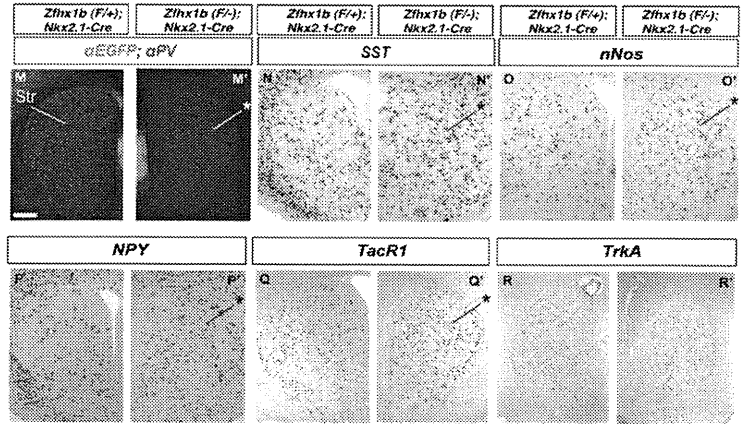 Zfhx1b (F/+); Zfhx1b (F/-); Zfhx1b (F/+); Zfhx1b (F/-); Zfhx1b (F/+); Zfhx1b (F/-);
Nkx2.1-Cre Nkx2.1-Cre Nkx2.1-Cre Nkx2.1-Cre Nkx2.1-Cre Nkx2.1-Cre
αEGFP; αPV SST nNos
M M' N N' O O'
Str * * *
NPY TacR1 TrkA
P P' Q Q' R R'
* *